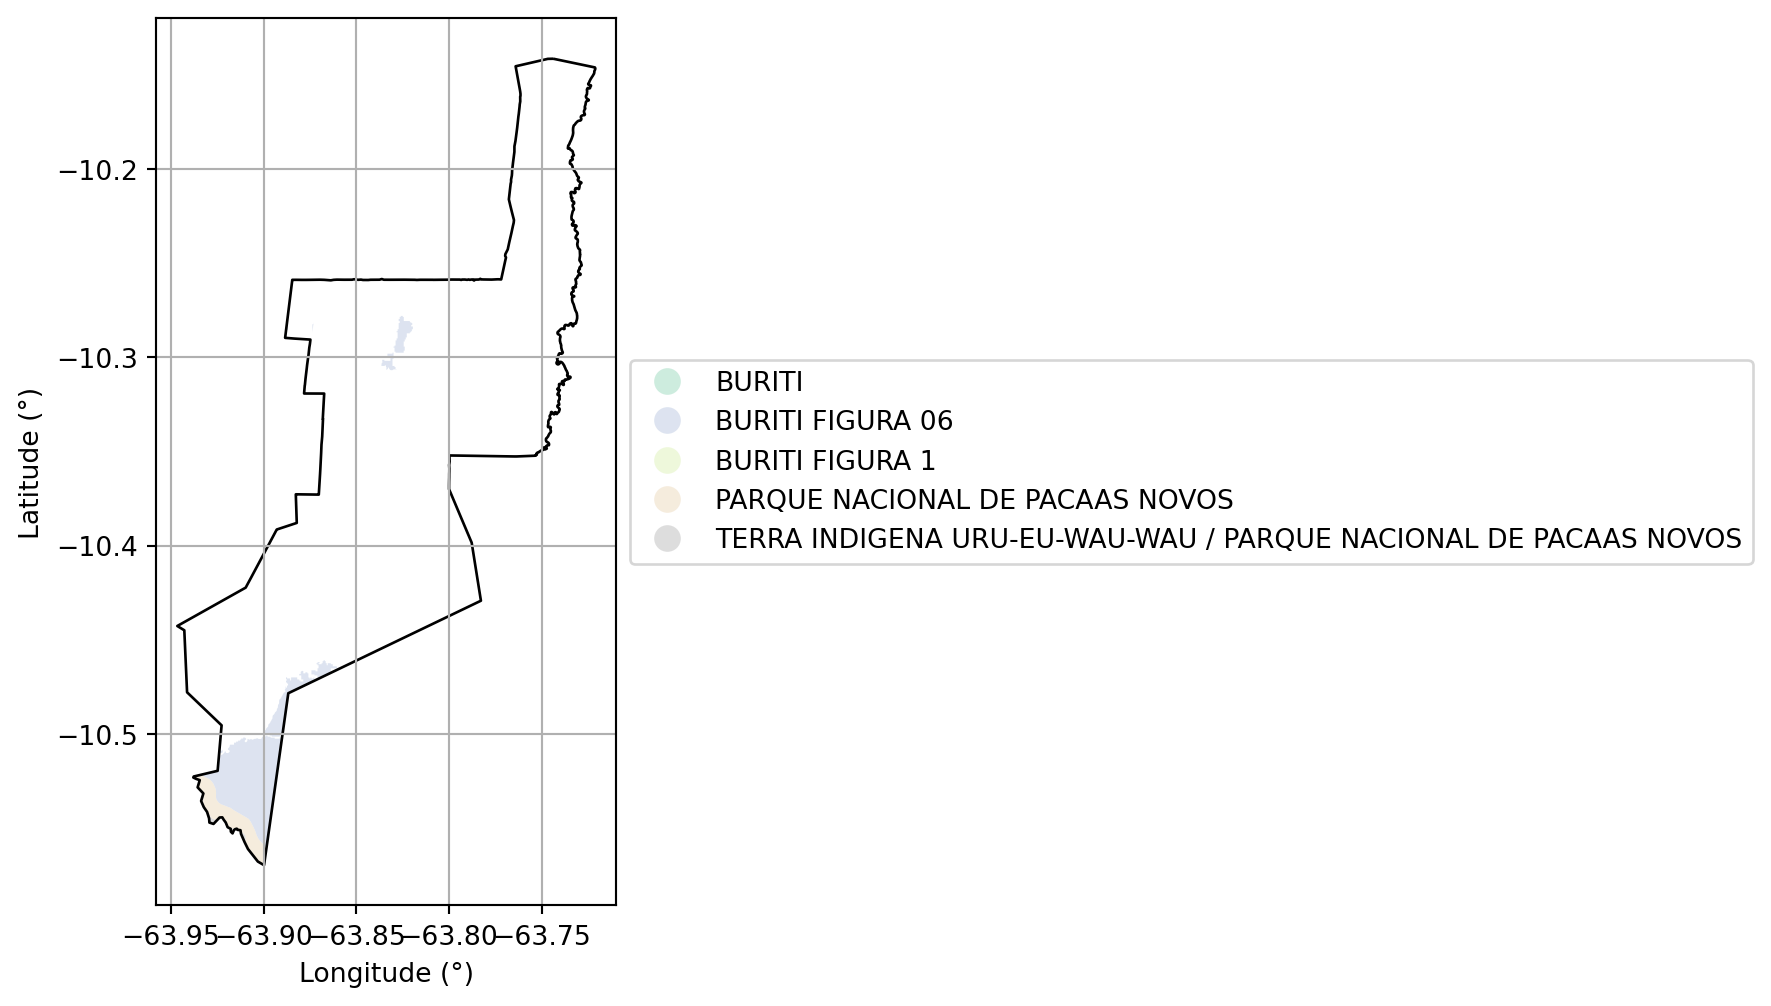 −10.2
−10.3
−10.4
−10.5
Latitude (°)
−63.95
−63.90
−63.85
−63.80
−63.75
Longitude (°)
BURITI
BURITI FIGURA 06
BURITI FIGURA 1
PARQUE NACIONAL DE PACAAS NOVOS
TERRA INDIGENA URU-EU-WAU-WAU / PARQUE NACIONAL DE PACAAS NOVOS